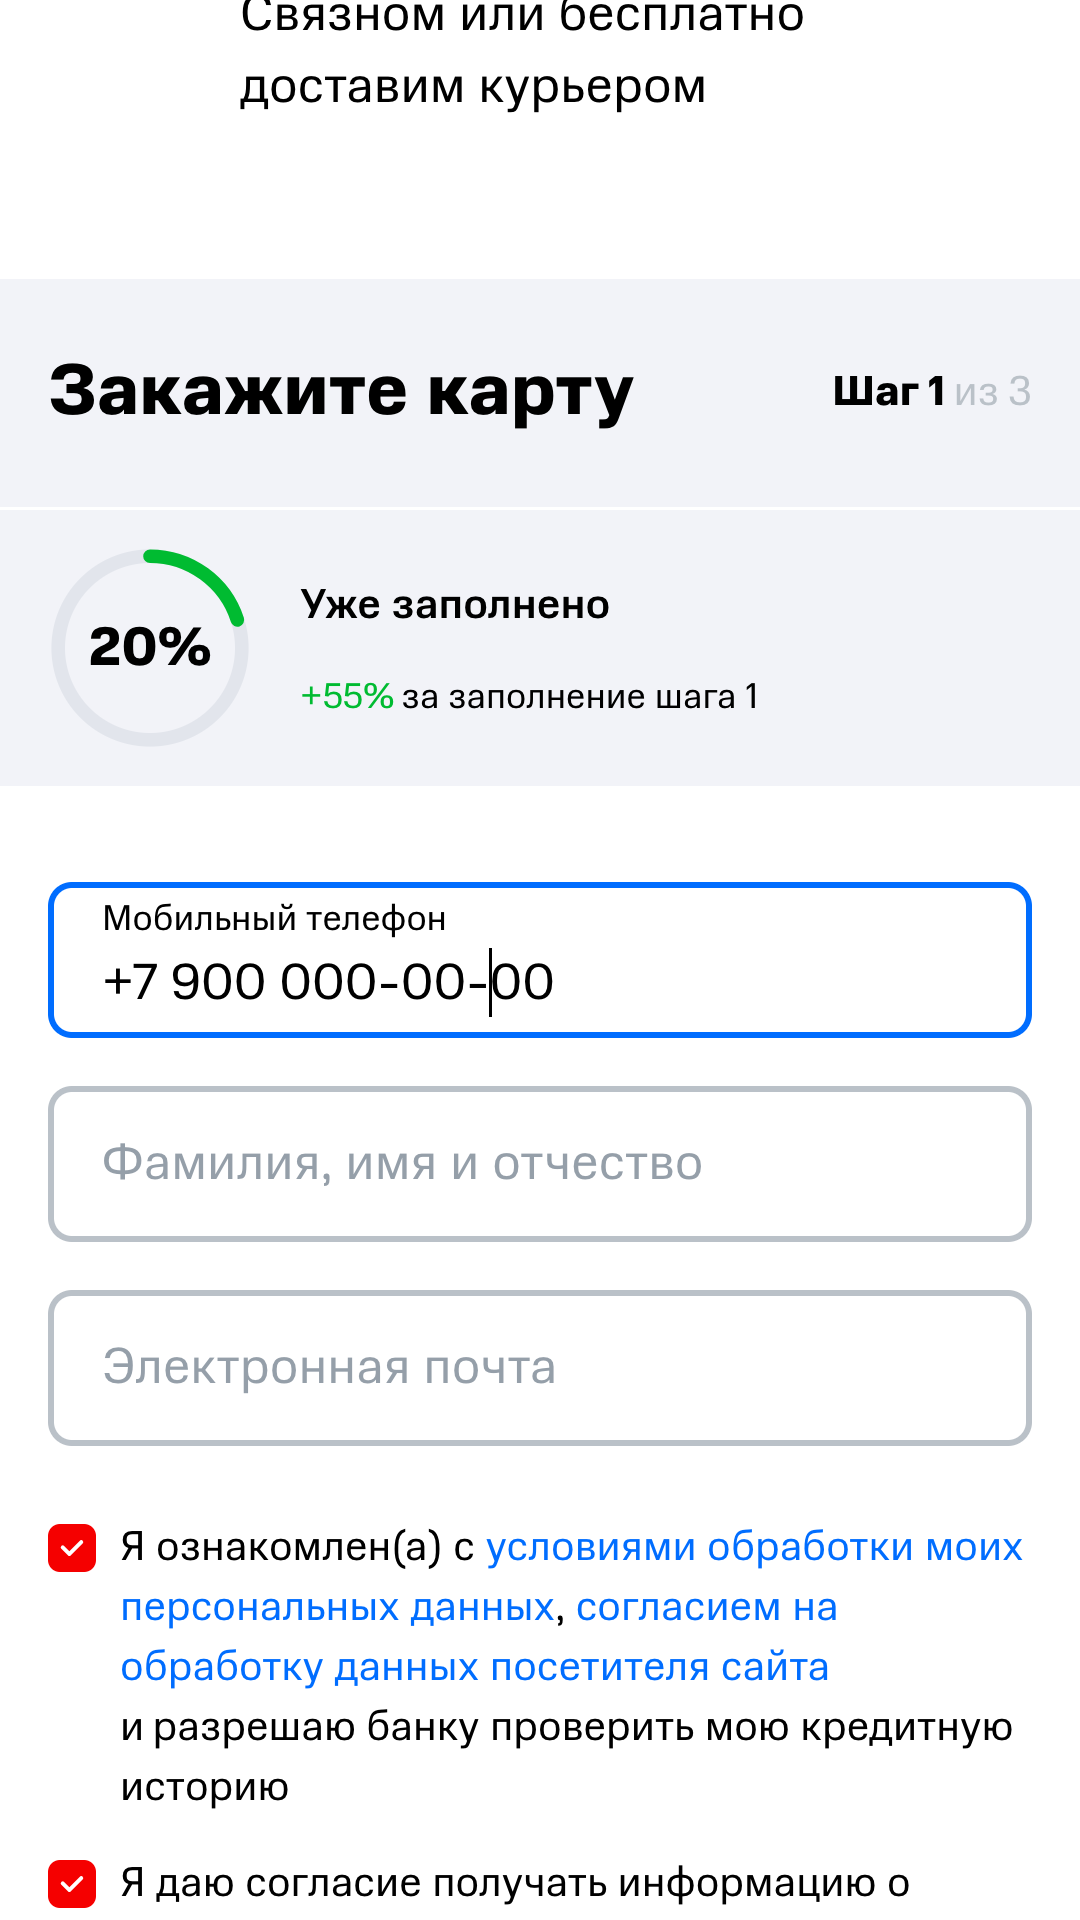 Связном или бесплатно
доставим курьером
Закажите карту
Шаг 1 из 3
20%
Уже заполнено
+55% за заполнение шага 1
Мобильный телефон
+7 900 000-00-00
Фамилия, имя и отчество
Электронная почта
Я ознакомлен(а) с условиями обработки моих
персональных данных, согласием на
обработку данных посетителя сайта
и разрешаю банку проверить мою кредитную
историю
Я даю согласие получать информацию о